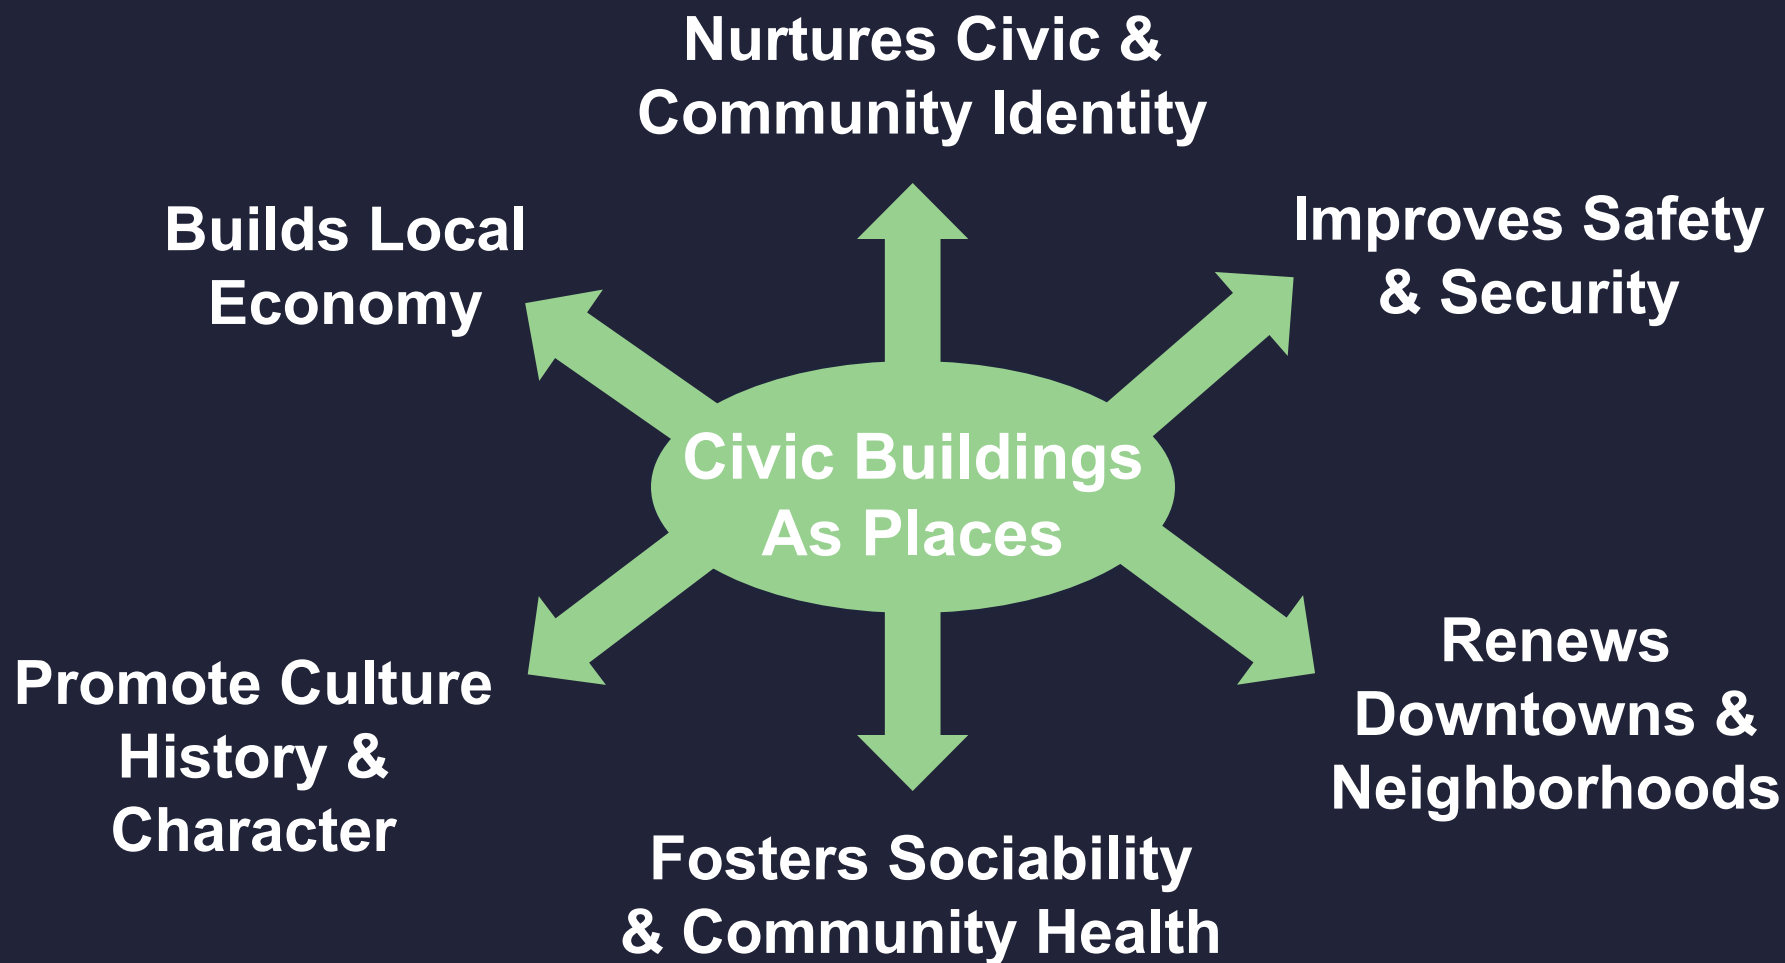 Nurtures Civic &
Community Identity
Builds Local
Economy
Improves Safety
& Security
Civic Buildings
As Places
Promote Culture
History &
Character
Renews
Downtowns &
Neighborhoods
Fosters Sociability
& Community Health